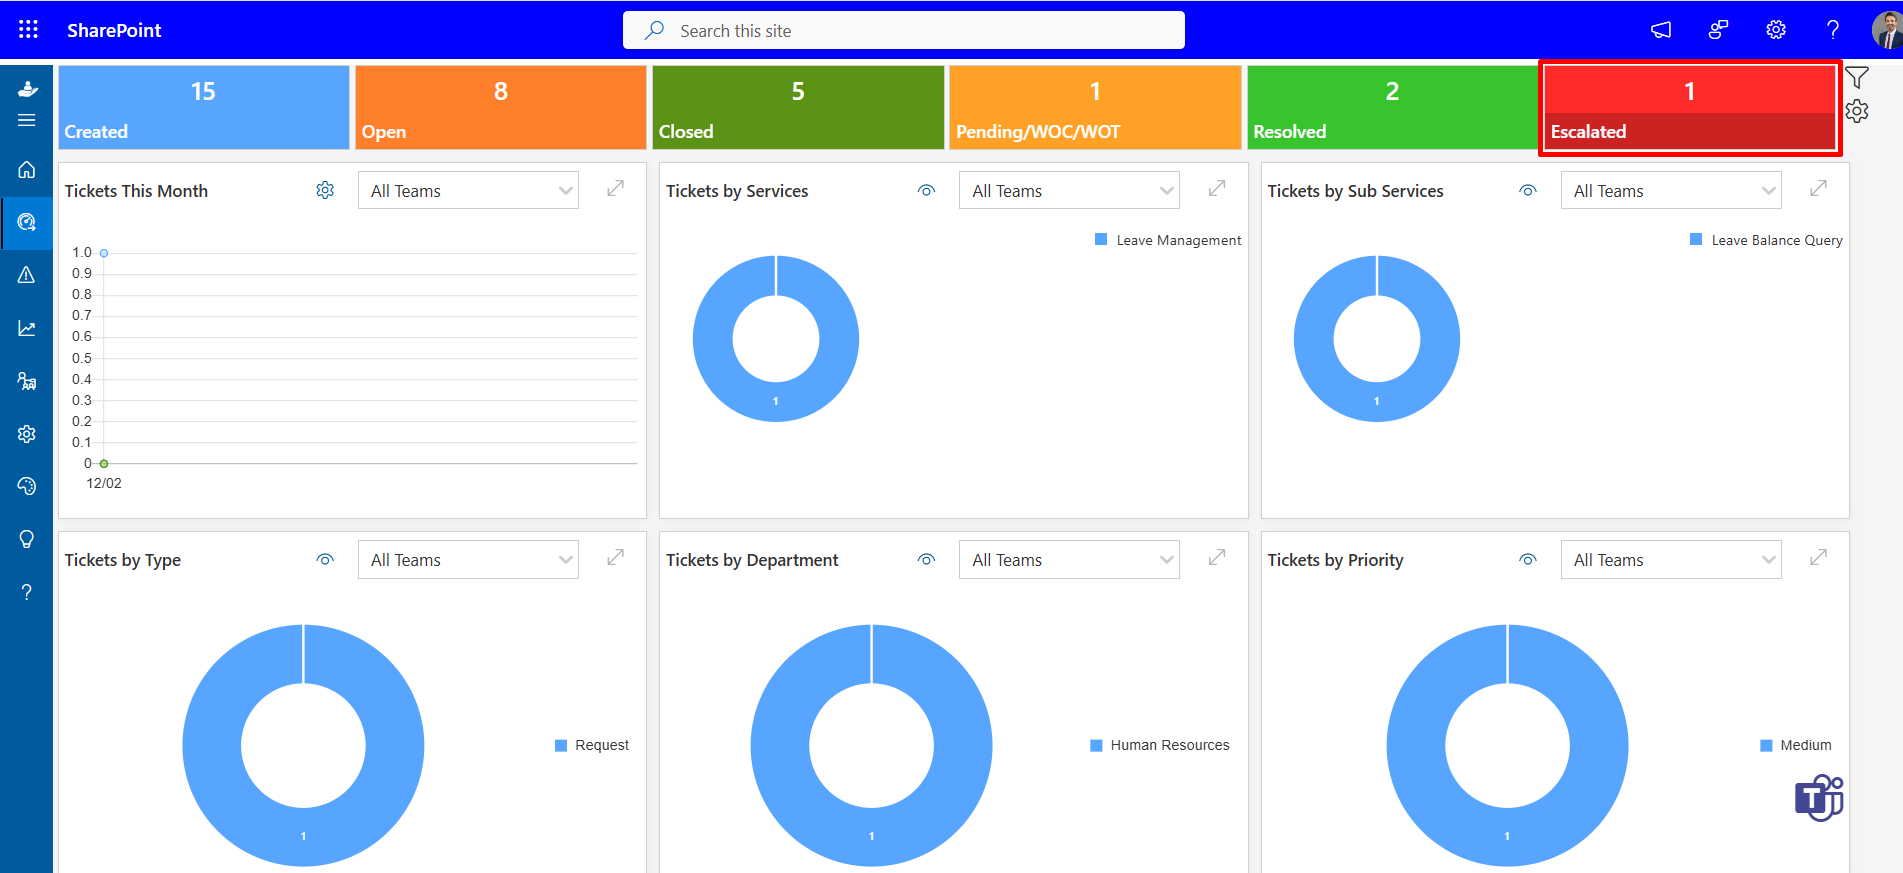 SharePoint
Search this site
15
Created
8
Open
5
Closed
1
Pending/WOC/WOT
2
Resolved
1
Escalated
Tickets This Month
All Teams
1.0
0.9
0.8
0.7
0.6
0.5
0.4
0.3
0.2
0.1
0
12/02
Tickets by Services
All Teams
Leave Management
1
Tickets by Sub Services
All Teams
Leave Balance Query
1
Tickets by Type
All Teams
Request
1
Tickets by Department
All Teams
Human Resources
1
Tickets by Priority
All Teams
Medium
1
T